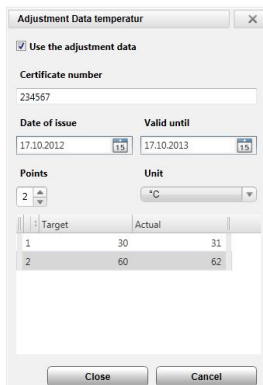 Adjustment Data temperatur
Use the adjustment data
Certificate number
234567
Date of issue Valid until
17.10.2012 15 17.10.2013 15
Points Unit
2 °C
Target Actual
1 30 31
2 60 62
Close Cancel